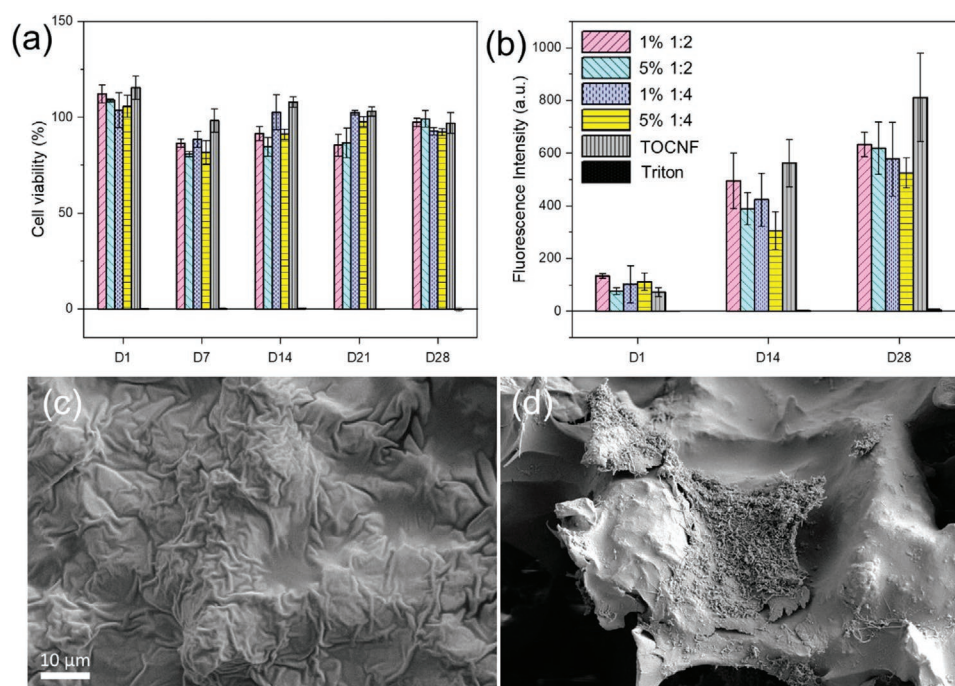 (a)
150
100
50
0
Cell viability (%)
D1 D7 D14 D21 D28
(b)
1000
800
600
400
200
0
Fluorescence Intensity (a.u.)
1% 1:2
5% 1:2
1% 1:4
5% 1:4
TOCNF
Triton
D1 D14 D28
(c)
10 μm
(d)